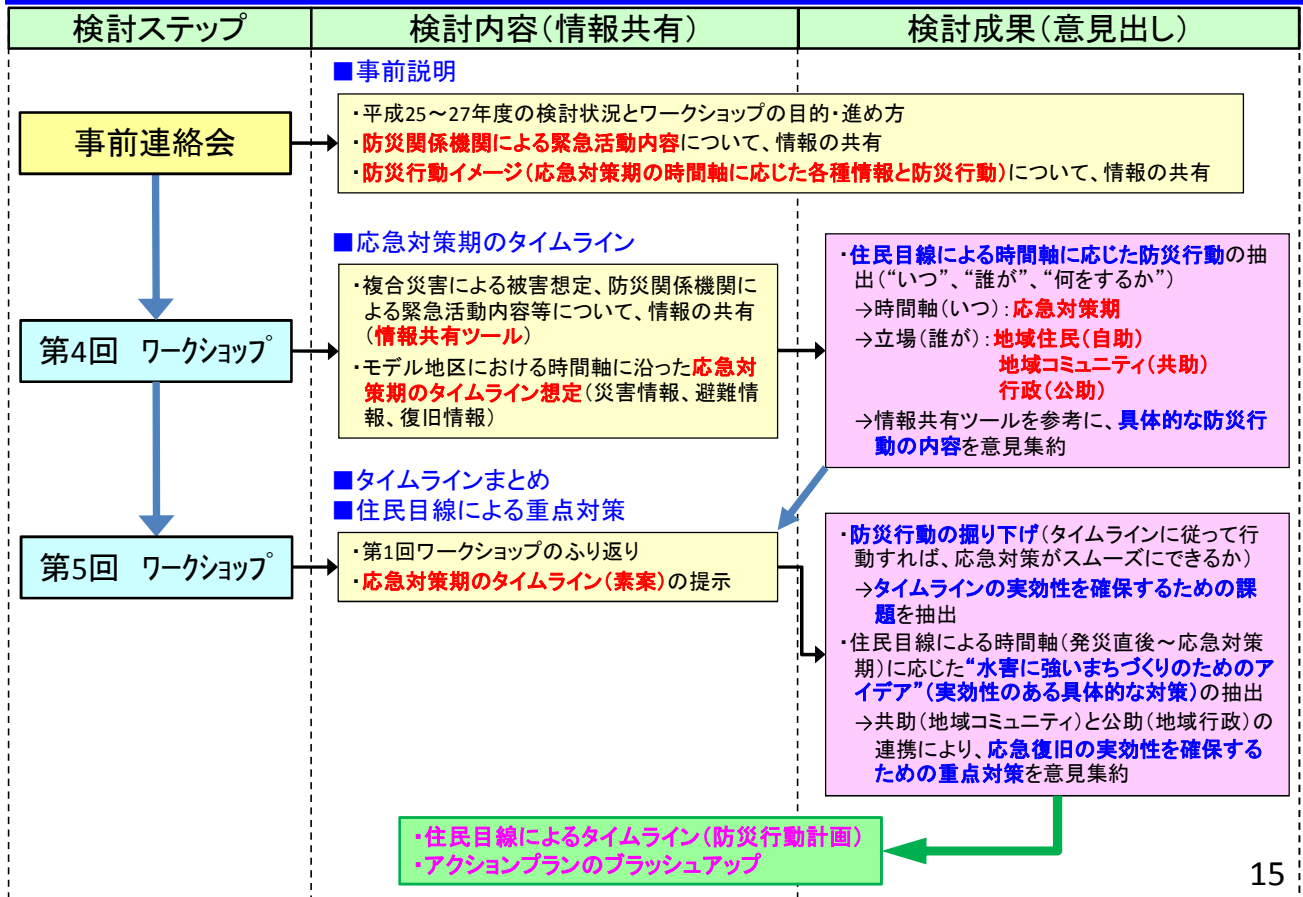 検討ステップ
検討内容(情報共有)
検討成果(意見出し)
■事前説明
事前連絡会
・平成25～27年度の検討状況とワークショップの目的・進め方
・防災関係機関による緊急活動内容について、情報の共有
・防災行動イメージ(応急対策期の時間軸に応じた各種情報と防災行動)について、情報の共有
■応急対策期のタイムライン
第4回 ワークショップ
・複合災害による被害想定、防災関係機関に
よる緊急活動内容等について、情報の共有
(情報共有ツール)
・モデル地区における時間軸に沿った応急対
策期のタイムライン想定(災害情報、避難情
報、復旧情報)
・住民目線による時間軸に応じた防災行動の抽
出("いつ"、"誰が"、"何をするか")
→時間軸(いつ):応急対策期
→立場(誰が):地域住民(自助)
地域コミュニティ(共助)
行政(公助)
→情報共有ツールを参考に、具体的な防災行
動の内容を意見集約
■タイムラインまとめ
■住民目線による重点対策
第5回 ワークショップ
・第1回ワークショップのふり返り
・応急対策期のタイムライン(素案)の提示
・防災行動の掘り下げ(タイムラインに従って行
動すれば、応急対策がスムーズにできるか)
→タイムラインの実効性を確保するための課
題を抽出
・住民目線による時間軸(発災直後～応急対策
期)に応じた"水害に強いまちづくりのためのア
イデア"(実効性のある具体的な対策)の抽出
→共助(地域コミュニティ)と公助(地域行政)の
連携により、応急復旧の実効性を確保する
ための重点対策を意見集約
・住民目線によるタイムライン(防災行動計画)
・アクションプランのブラッシュアップ
15